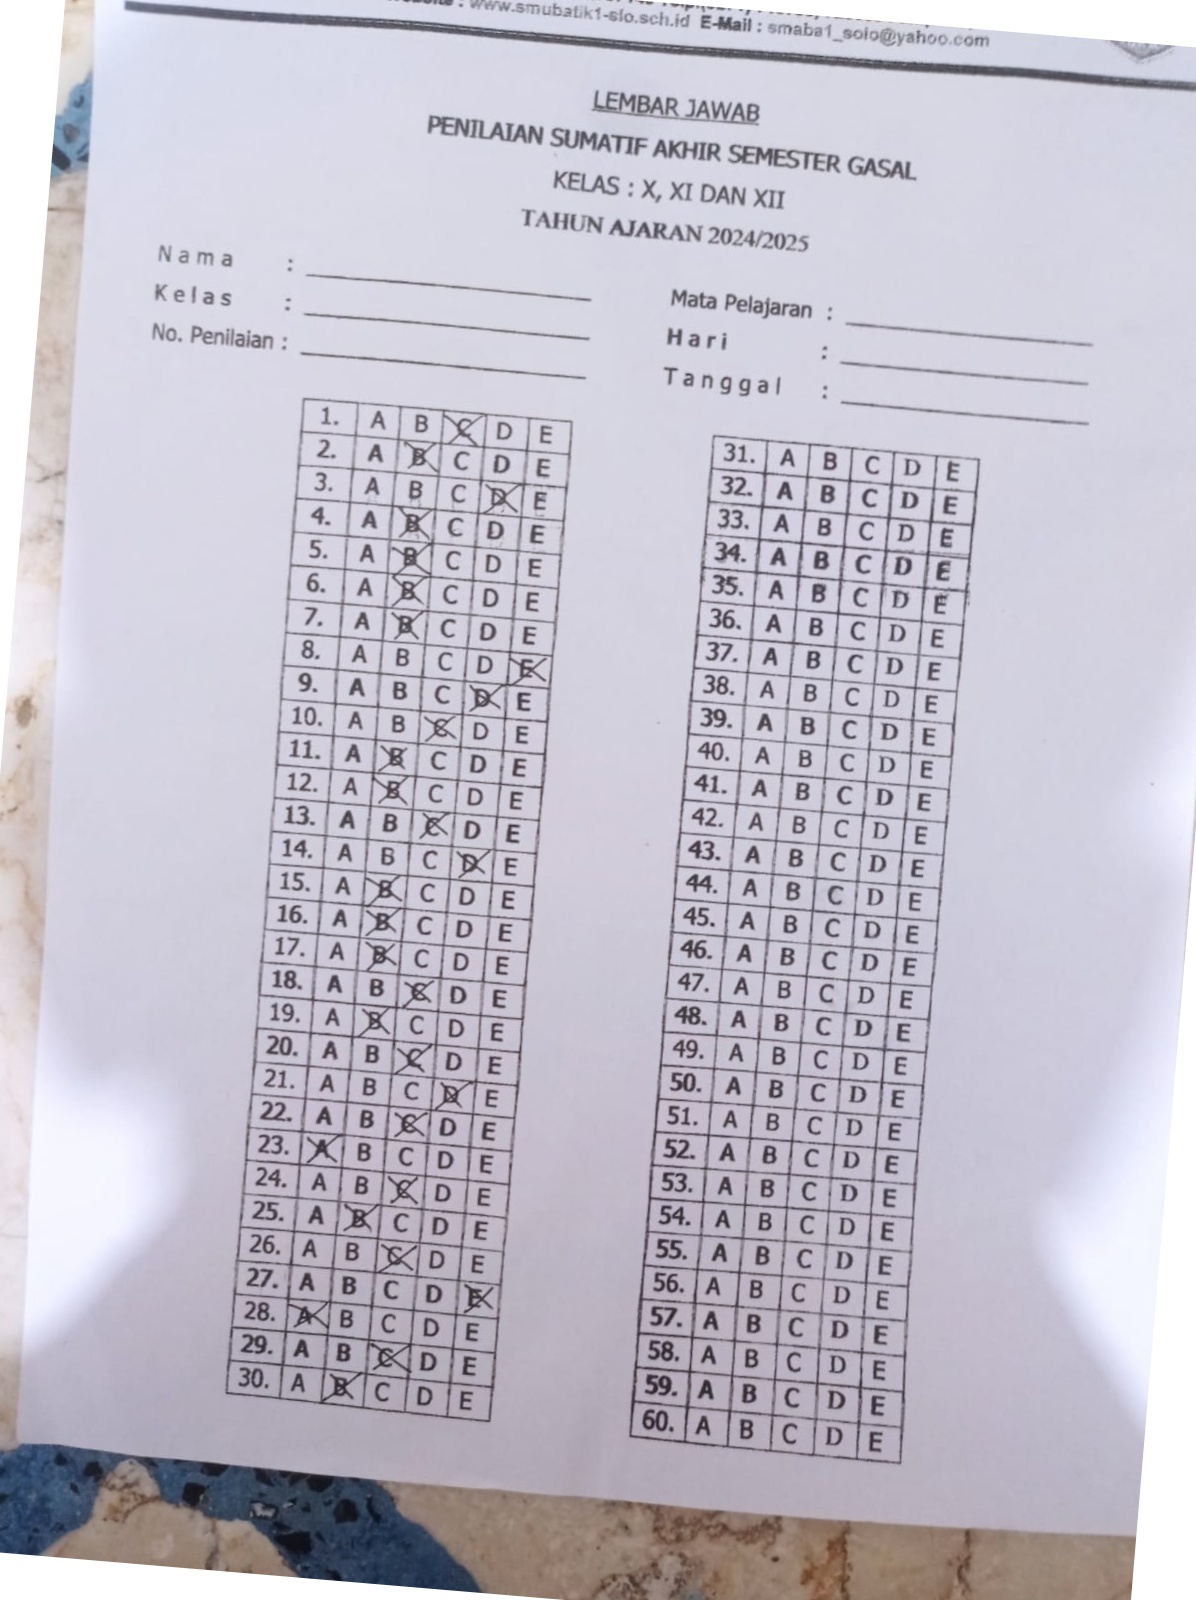 Website : www.smubatik1-slo.sch.id E-Mail : smaba1_solo@yahoo.com
LEMBAR JAWAB
PENILAIAN SUMATIF AKHIR SEMESTER GASAL
KELAS : X, XI DAN XII
TAHUN AJARAN 2024/2025
Nama :
Kelas :
No. Penilaian :
Mata Pelajaran :
Hari :
Tanggal :
1. A B C D E
2. A B C D E
3. A B C D E
4. A B C D E
5. A B C D E
6. A B C D E
7. A B C D E
8. A B C D E
9. A B C D E
10. A B C D E
11. A B C D E
12. A B C D E
13. A B C D E
14. A B C D E
15. A B C D E
16. A B C D E
17. A B C D E
18. A B C D E
19. A B C D E
20. A B C D E
21. A B C D E
22. A B C D E
23. A B C D E
24. A B C D E
25. A B C D E
26. A B C D E
27. A B C D E
28. A B C D E
29. A B C D E
30. A B C D E
31. A B C D E
32. A B C D E
33. A B C D E
34. A B C D E
35. A B C D E
36. A B C D E
37. A B C D E
38. A B C D E
39. A B C D E
40. A B C D E
41. A B C D E
42. A B C D E
43. A B C D E
44. A B C D E
45. A B C D E
46. A B C D E
47. A B C D E
48. A B C D E
49. A B C D E
50. A B C D E
51. A B C D E
52. A B C D E
53. A B C D E
54. A B C D E
55. A B C D E
56. A B C D E
57. A B C D E
58. A B C D E
59. A B C D E
60. A B C D E